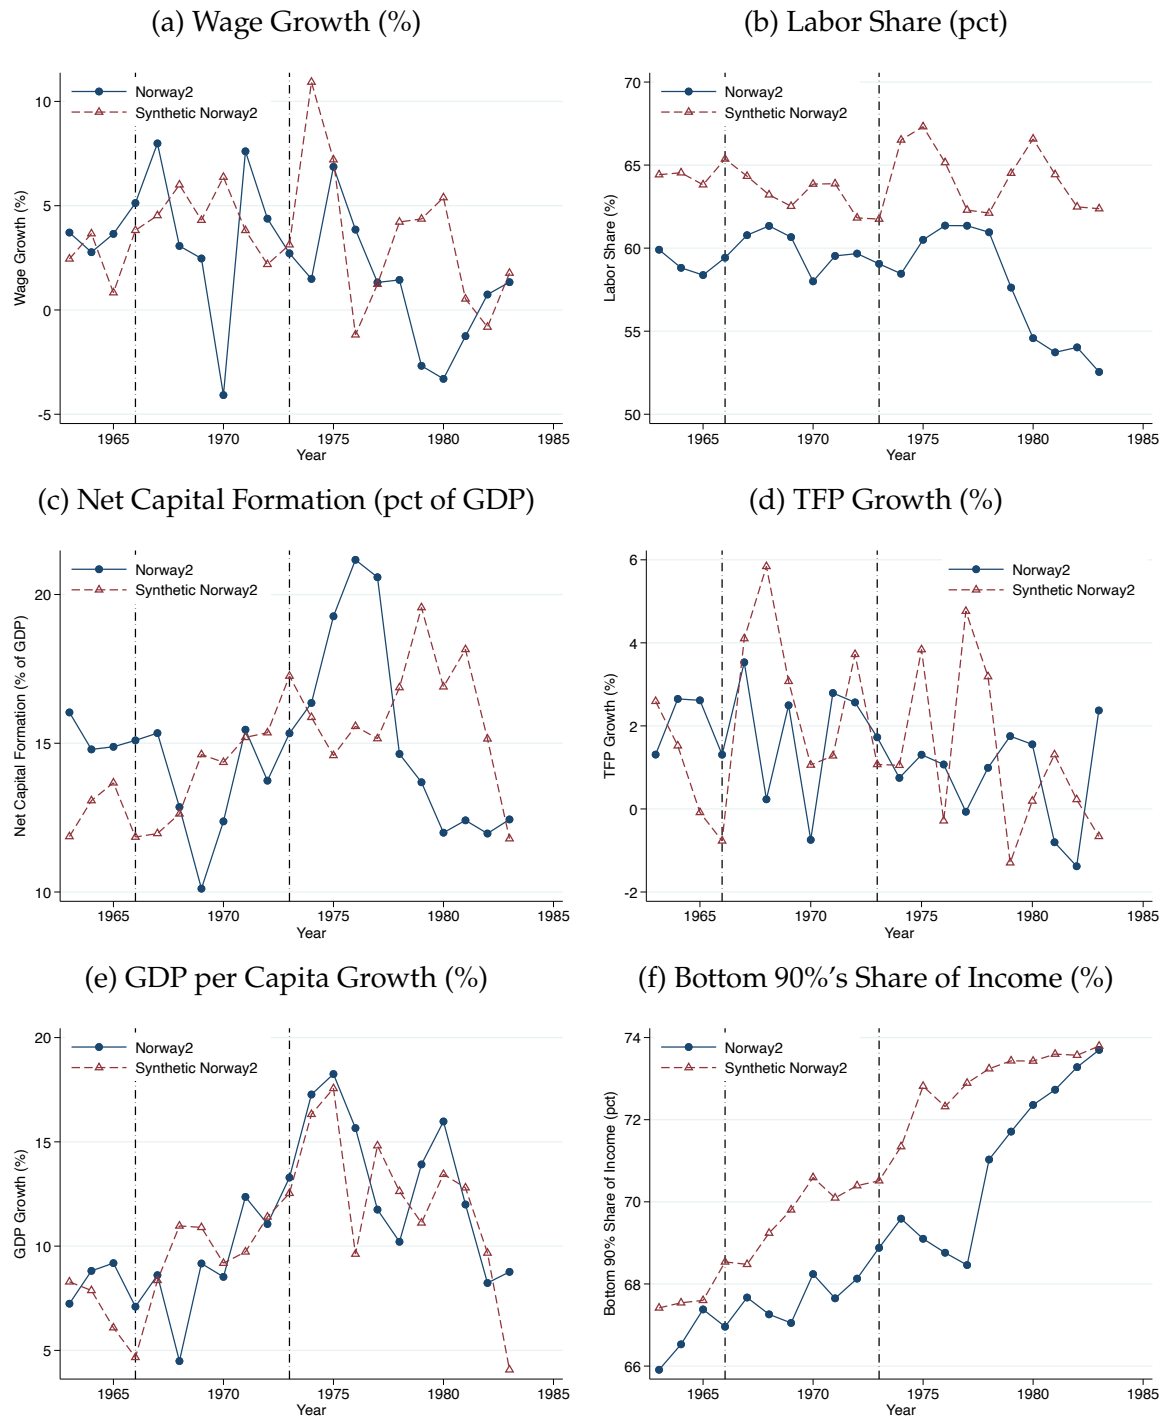 (a) Wage Growth (%)
Norway2
Synthetic Norway2
Wage Growth (%)
10
5
0
-5
1965 1970 1975 1980 1985
Year
(b) Labor Share (pct)
Norway2
Synthetic Norway2
Labor Share (%)
70
65
60
55
50
1965 1970 1975 1980 1985
Year
(c) Net Capital Formation (pct of GDP)
Norway2
Synthetic Norway2
Net Capital Formation (% of GDP)
20
15
10
1965 1970 1975 1980 1985
Year
(d) TFP Growth (%)
Norway2
Synthetic Norway2
TFP Growth (%)
6
4
2
0
-2
1965 1970 1975 1980 1985
Year
(e) GDP per Capita Growth (%)
Norway2
Synthetic Norway2
GDP Growth (%)
20
15
10
5
1965 1970 1975 1980 1985
Year
(f) Bottom 90%'s Share of Income (%)
Norway2
Synthetic Norway2
Bottom 90% Share of Income (pct)
74
72
70
68
66
1965 1970 1975 1980 1985
Year